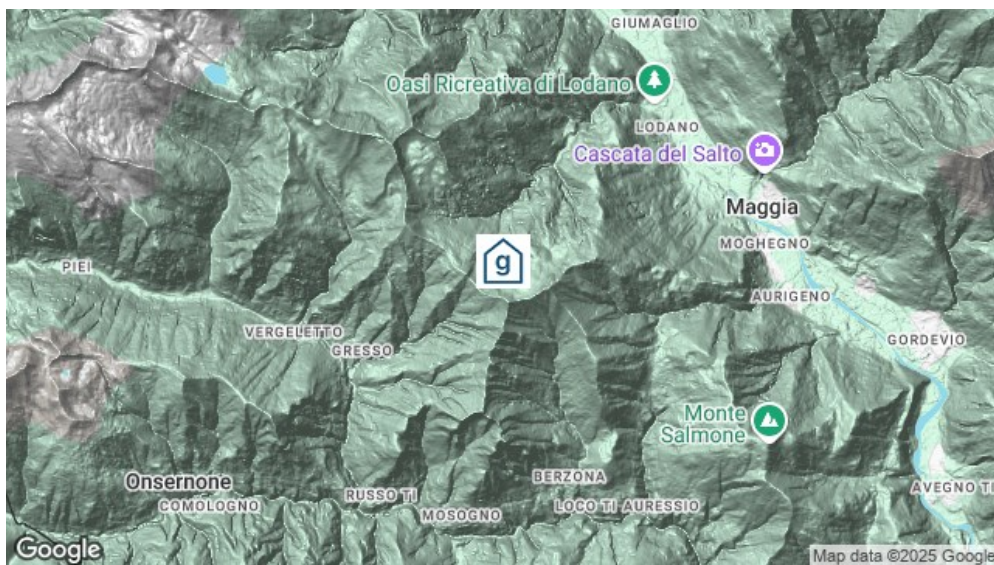 GIUMAGLIO
Oasi Ricreativa di Lodano
LODANO
Cascata del Salto
Maggia
MOGHEGNO
g
PIEI
AURIGENO
VERGELETTO
GRESSO
GORDEVIO
Monte
Salmone
BERZONA
Onsernone
COMOLOGNO
RUSSO TI
MOSOGNO
LOCO TI AURESSIO
AVEGNO TI
Google
Map data ©2025 Google